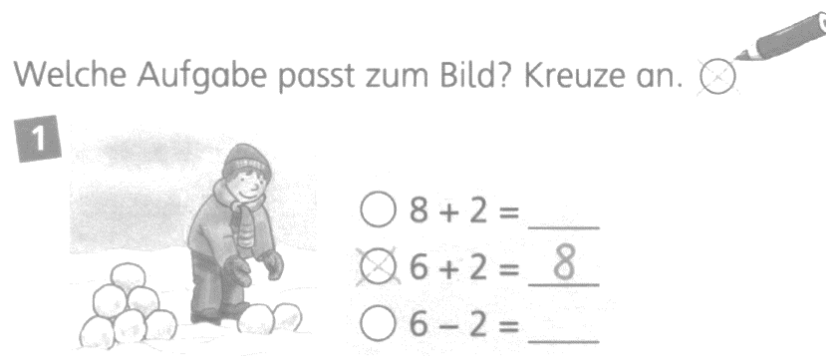 Welche Aufgabe passt zum Bild? Kreuze an.
1
8 + 2 =
6 + 2 = 8
6 – 2 =